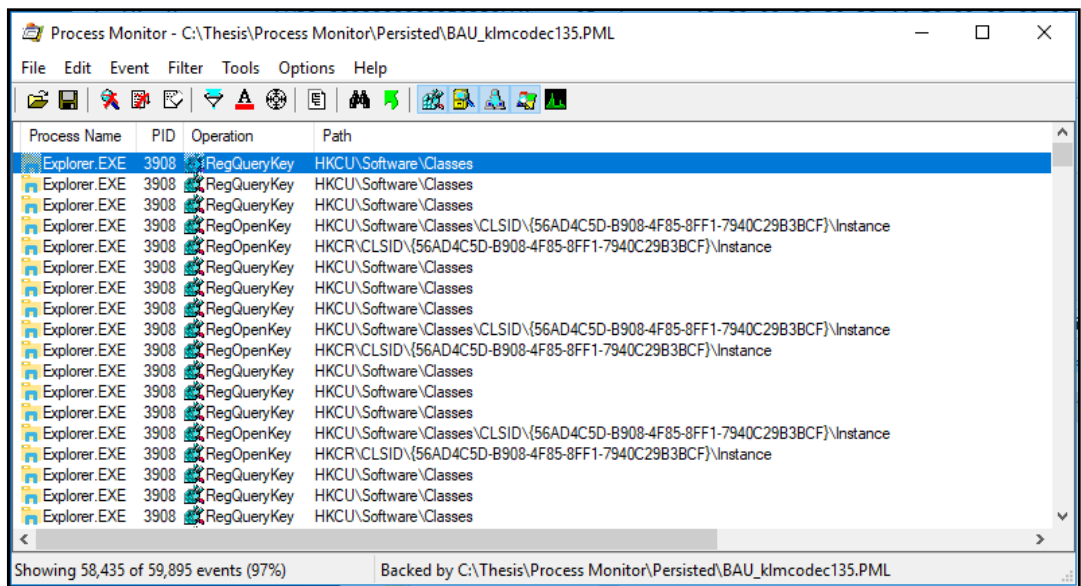 Process Monitor - C:\Thesis\Process Monitor\Persisted\BAU_klmcodec135.PML
File Edit Event Filter Tools Options Help
Process Name PID Operation Path
Explorer.EXE 3908 RegQueryKey HKCU\Software\Classes
Explorer.EXE 3908 RegQueryKey HKCU\Software\Classes
Explorer.EXE 3908 RegQueryKey HKCU\Software\Classes
Explorer.EXE 3908 RegOpenKey HKCU\Software\Classes\CLSID\{56AD4C5D-B908-4F85-8FF1-7940C29B3BCF}\Instance
Explorer.EXE 3908 RegOpenKey HKCR\CLSID\{56AD4C5D-B908-4F85-8FF1-7940C29B3BCF}\Instance
Explorer.EXE 3908 RegQueryKey HKCU\Software\Classes
Explorer.EXE 3908 RegQueryKey HKCU\Software\Classes
Explorer.EXE 3908 RegQueryKey HKCU\Software\Classes
Explorer.EXE 3908 RegOpenKey HKCU\Software\Classes\CLSID\{56AD4C5D-B908-4F85-8FF1-7940C29B3BCF}\Instance
Explorer.EXE 3908 RegOpenKey HKCR\CLSID\{56AD4C5D-B908-4F85-8FF1-7940C29B3BCF}\Instance
Explorer.EXE 3908 RegQueryKey HKCU\Software\Classes
Explorer.EXE 3908 RegQueryKey HKCU\Software\Classes
Explorer.EXE 3908 RegQueryKey HKCU\Software\Classes
Explorer.EXE 3908 RegOpenKey HKCU\Software\Classes\CLSID\{56AD4C5D-B908-4F85-8FF1-7940C29B3BCF}\Instance
Explorer.EXE 3908 RegOpenKey HKCR\CLSID\{56AD4C5D-B908-4F85-8FF1-7940C29B3BCF}\Instance
Explorer.EXE 3908 RegQueryKey HKCU\Software\Classes
Explorer.EXE 3908 RegQueryKey HKCU\Software\Classes
Explorer.EXE 3908 RegQueryKey HKCU\Software\Classes
Showing 58,435 of 59,895 events (97%) Backed by C:\Thesis\Process Monitor\Persisted\BAU_klmcodec135.PML